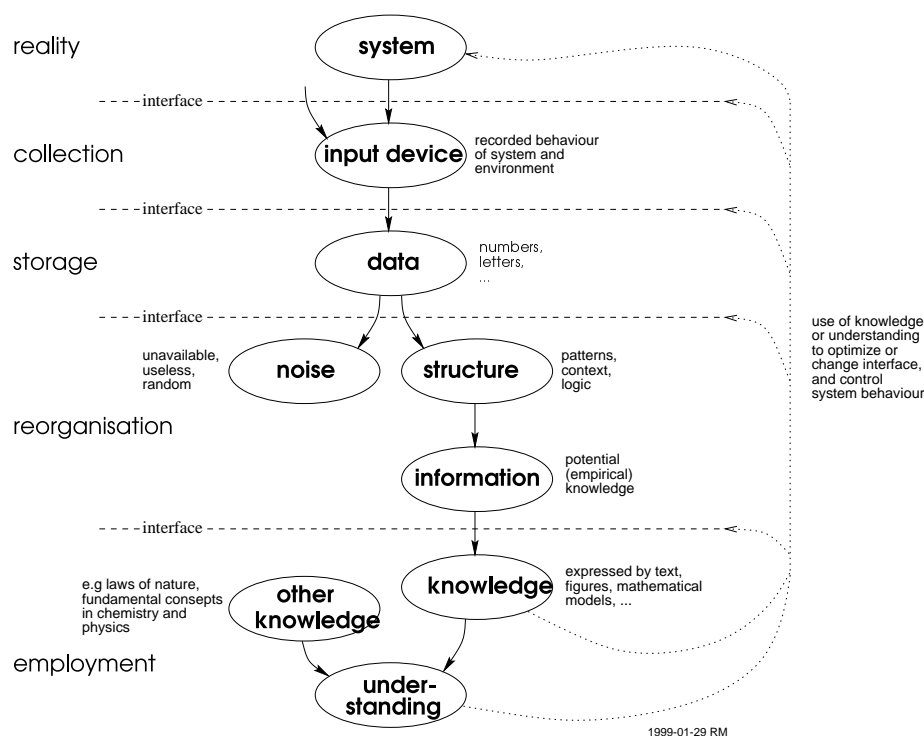 reality
system
interface
collection
input device
recorded behaviour
of system and
environment
interface
storage
data
numbers,
letters,
...
interface
use of knowledge
or understanding
to optimize or
change interface,
and control
system behaviour
unavailable,
useless,
random
noise
structure
patterns,
context,
logic
reorganisation
information
potential
(empirical)
knowledge
interface
e.g laws of nature,
fundamental consepts
in chemistry and
physics
other
knowledge
knowledge
expressed by text,
figures, mathematical
models, ...
employment
under-
standing
1999-01-29 RM